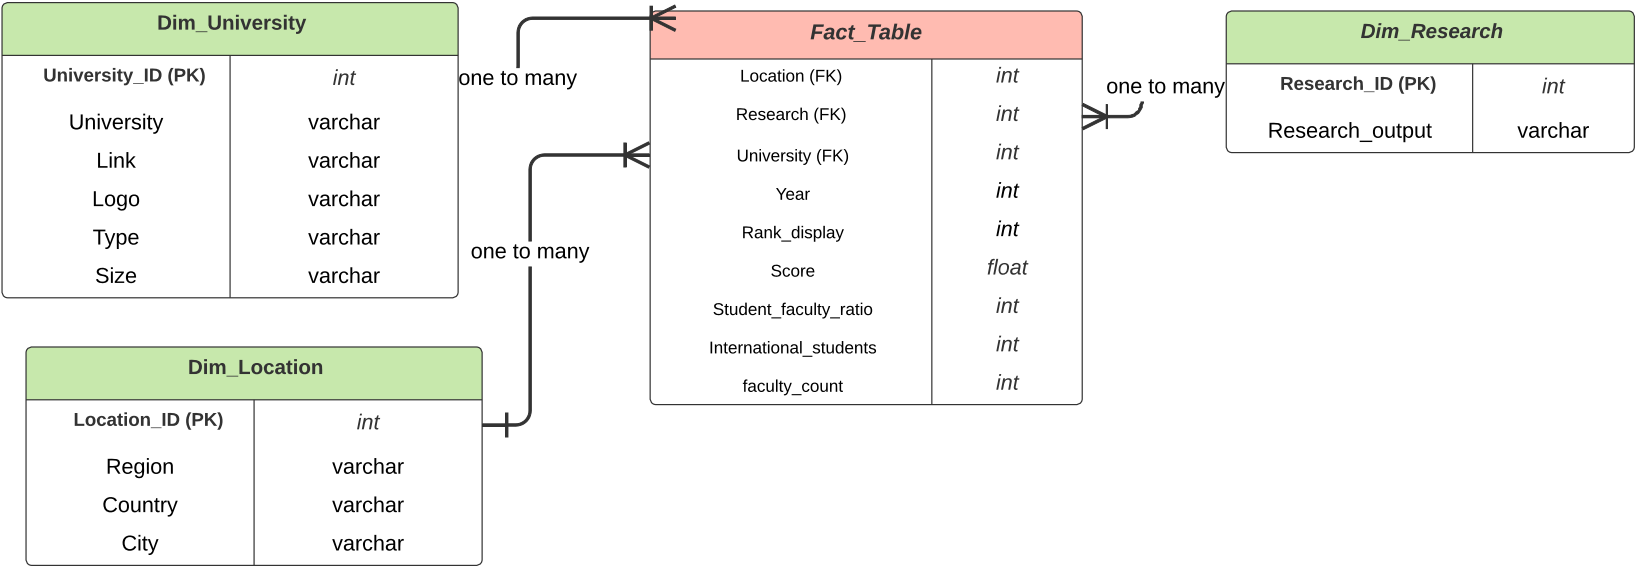 Dim_University
University_ID (PK) int
University varchar
Link varchar
Logo varchar
Type varchar
Size varchar
one to many
Dim_Location
Location_ID (PK) int
Region varchar
Country varchar
City varchar
one to many
Fact_Table
Location (FK) int
Research (FK) int
University (FK) int
Year int
Rank_display int
Score float
Student_faculty_ratio int
International_students int
faculty_count int
one to many
Dim_Research
Research_ID (PK) int
Research_output varchar